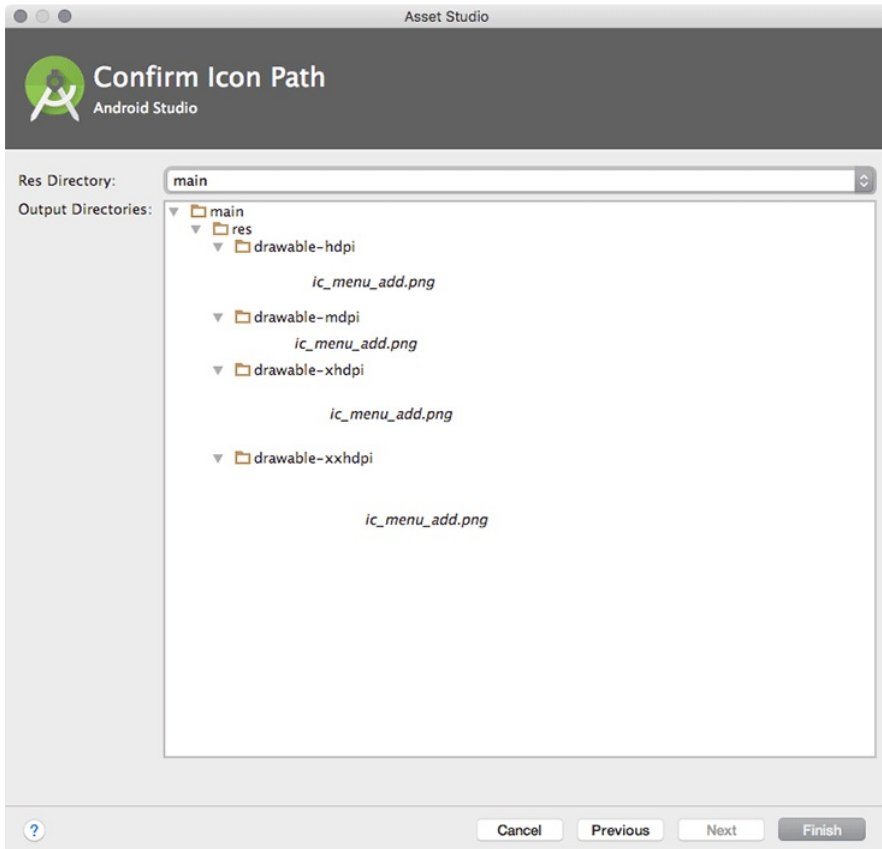 Asset Studio
Confirm Icon Path
Android Studio
Res Directory: main
Output Directories: main
res
drawable-hdpi
ic_menu_add.png
drawable-mdpi
ic_menu_add.png
drawable-xhdpi
ic_menu_add.png
drawable-xxhdpi
ic_menu_add.png
? Cancel Previous Next Finish